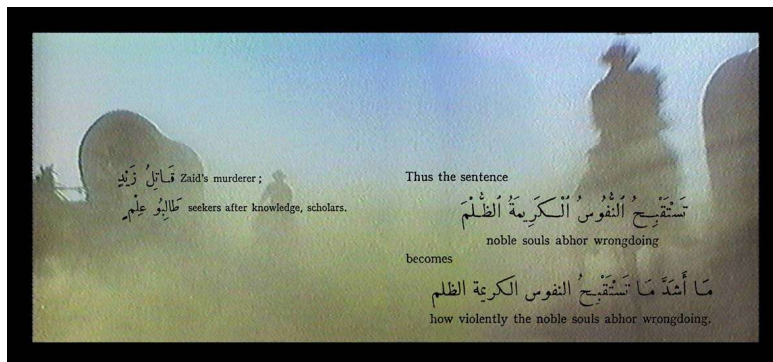 قَاتِلُ زَيْدٍ Zaid's murderer;
طَالِبُو عِلْمٍ seekers after knowledge, scholars.
Thus the sentence
تَسْتَقْبِحُ ٱلنُّفُوسُ ٱلْكَرِيمَةُ ٱلظُّلْمَ
noble souls abhor wrongdoing
becomes
مَا أَشَدَّ مَا تَسْتَقْبِحُ النفوس الكريمة الظلم
how violently the noble souls abhor wrongdoing.